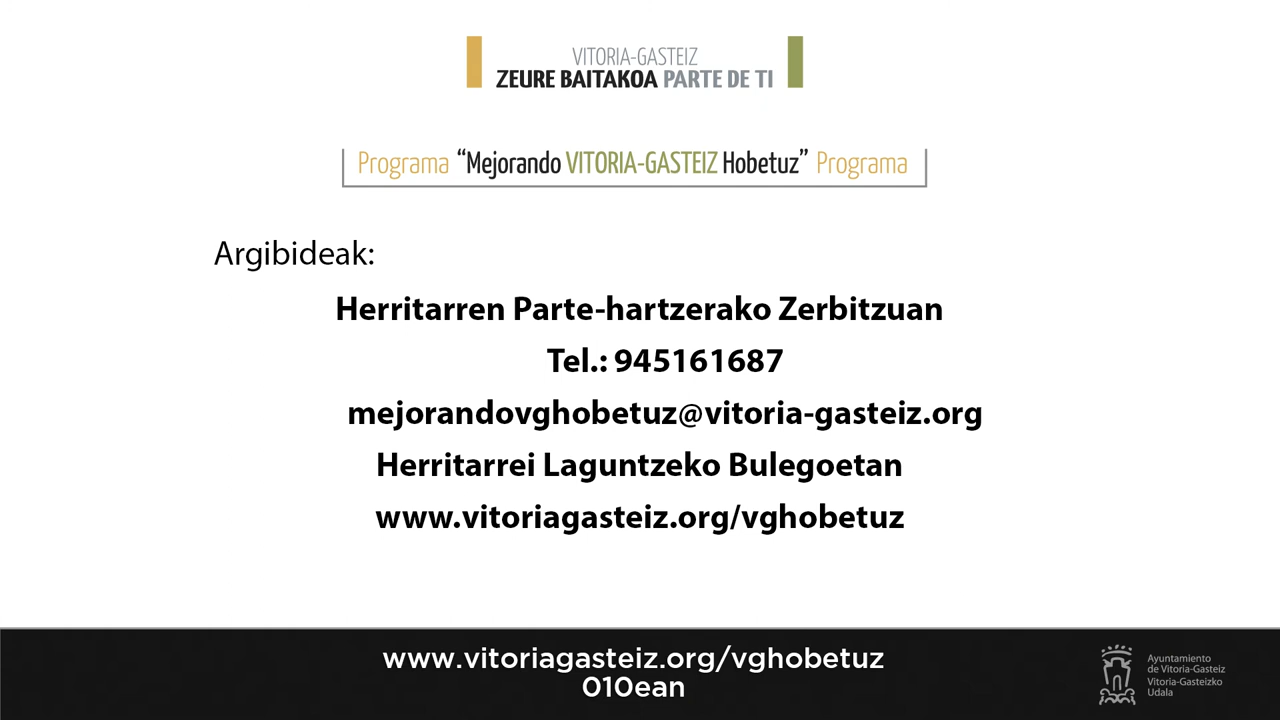 VITORIA-GASTEIZ
ZEURE BAITAKOA PARTE DE TI
Programa “Mejorando VITORIA-GASTEIZ Hobetuz” Programa
Argibideak:
Herritarren Parte-hartzerako Zerbitzuan
Tel.: 945161687
mejorandovghobetuz@vitoria-gasteiz.org
Herritarrei Laguntzeko Bulegoetan
www.vitoriagasteiz.org/vghobetuz
www.vitoriagasteiz.org/vghobetuz
010ean
Ayuntamiento
de Vitoria-Gasteiz
Vitoria-Gasteizko
Udala